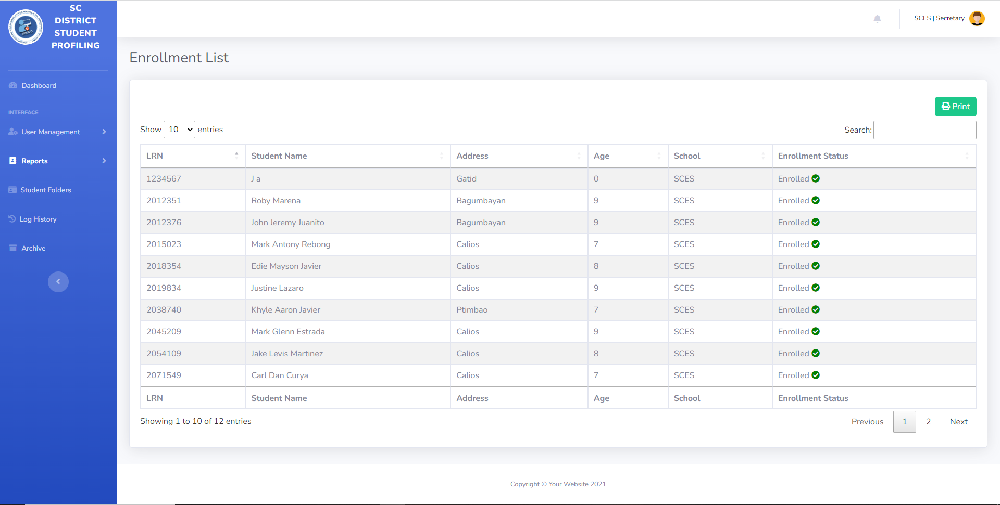 SC
DISTRICT
STUDENT
PROFILING
SCES | Secretary
Dashboard
INTERFACE
User Management
Reports
Student Folders
Log History
Archive
Enrollment List
Print
Show 10 entries
Search:
LRN Student Name Address Age School Enrollment Status
1234567 J a Gatid 0 SCES Enrolled
2012351 Roby Marena Bagumbayan 9 SCES Enrolled
2012376 John Jeremy Juanito Bagumbayan 9 SCES Enrolled
2015023 Mark Antony Rebong Calios 7 SCES Enrolled
2018354 Edie Mayson Javier Calios 8 SCES Enrolled
2019834 Justine Lazaro Calios 9 SCES Enrolled
2038740 Khyle Aaron Javier Ptimbao 7 SCES Enrolled
2045209 Mark Glenn Estrada Calios 9 SCES Enrolled
2054109 Jake Levis Martinez Calios 8 SCES Enrolled
2071549 Carl Dan Curya Calios 7 SCES Enrolled
LRN Student Name Address Age School Enrollment Status
Showing 1 to 10 of 12 entries
Previous 1 2 Next
Copyright © Your Website 2021